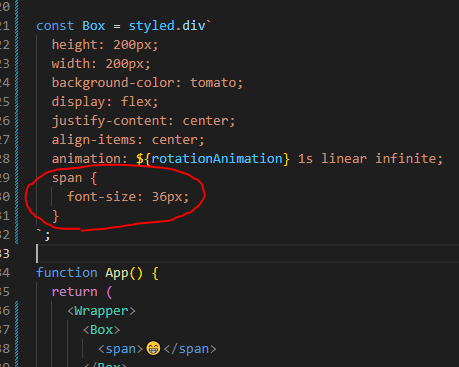 20
21 const Box = styled.div`
22 height: 200px;
23 width: 200px;
24 background-color: tomato;
25 display: flex;
26 justify-content: center;
27 align-items: center;
28 animation: ${rotationAnimation} 1s linear infinite;
29 span {
30 font-size: 36px;
31 }
32 `;
33
34 function App() {
35 return (
36 <Wrapper>
37 <Box>
38 <span>😁</span>
39 </Box>